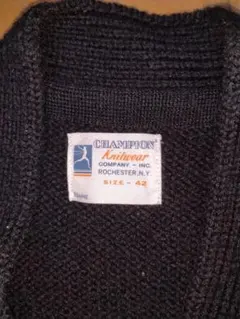 CHAMPION
Knitwear
COMPANY - INC.
ROCHESTER, N.Y.
SIZE - 42